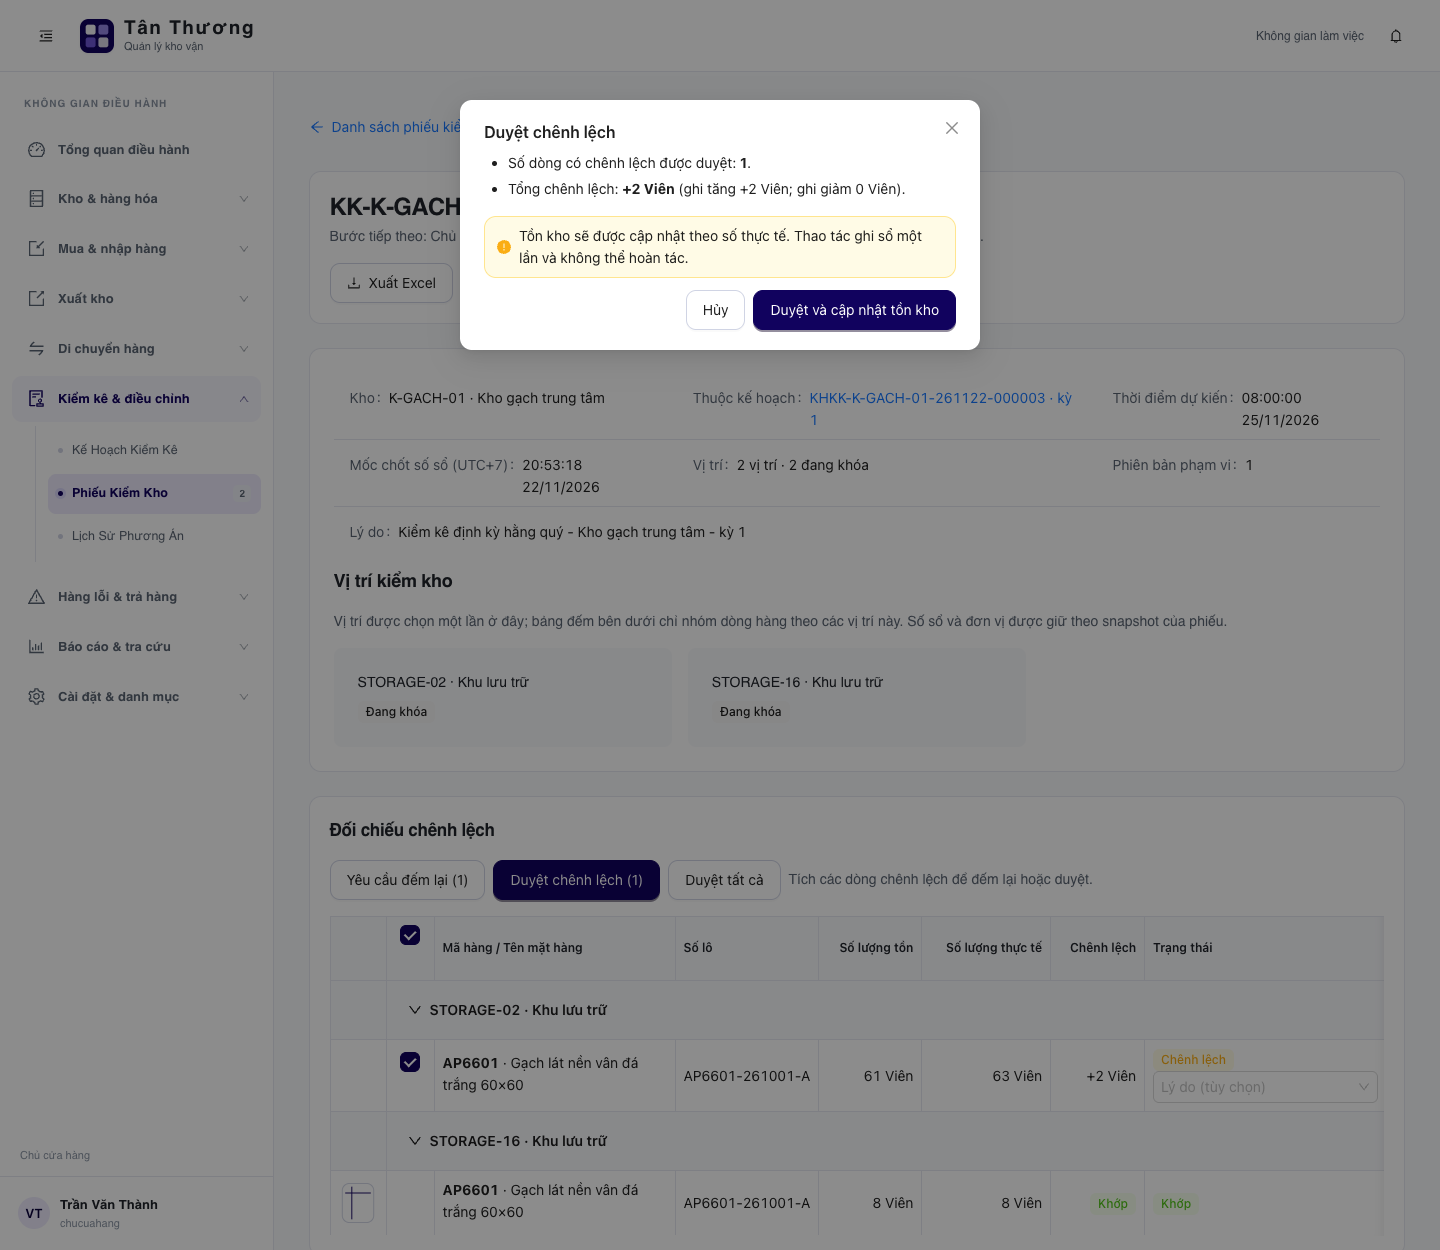 Tân Thương
Quản lý kho vận
Không gian làm việc
KHÔNG GIAN ĐIỀU HÀNH
Tổng quan điều hành
Kho & hàng hóa
Mua & nhập hàng
Xuất kho
Di chuyển hàng
Kiểm kê & điều chỉnh
Kế Hoạch Kiểm Kê
Phiếu Kiểm Kho 2
Lịch Sử Phương Án
Hàng lỗi & trả hàng
Báo cáo & tra cứu
Cài đặt & danh mục
Chủ cửa hàng
VT
Trần Văn Thành
chucuahang
Danh sách phiếu kiể
KK-K-GACH
Bước tiếp theo: Chủ
Xuất Excel
Duyệt chênh lệch
Số dòng có chênh lệch được duyệt: 1.
Tổng chênh lệch: +2 Viên (ghi tăng +2 Viên; ghi giảm 0 Viên).
Tồn kho sẽ được cập nhật theo số thực tế. Thao tác ghi sổ một
lần và không thể hoàn tác.
Hủy
Duyệt và cập nhật tồn kho
Kho: K-GACH-01 · Kho gạch trung tâm
Thuộc kế hoạch: KHKK-K-GACH-01-261122-000003 · kỳ
1
Thời điểm dự kiến: 08:00:00
25/11/2026
Mốc chốt số sổ (UTC+7): 20:53:18
22/11/2026
Vị trí: 2 vị trí · 2 đang khóa
Phiên bản phạm vi: 1
Lý do: Kiểm kê định kỳ hằng quý - Kho gạch trung tâm - kỳ 1
Vị trí kiểm kho
Vị trí được chọn một lần ở đây; bảng đếm bên dưới chỉ nhóm dòng hàng theo các vị trí này. Số sổ và đơn vị được giữ theo snapshot của phiếu.
STORAGE-02 · Khu lưu trữ
Đang khóa
STORAGE-16 · Khu lưu trữ
Đang khóa
Đối chiếu chênh lệch
Yêu cầu đếm lại (1)
Duyệt chênh lệch (1)
Duyệt tất cả
Tích các dòng chênh lệch để đếm lại hoặc duyệt.
Mã hàng / Tên mặt hàng
Số lô
Số lượng tồn
Số lượng thực tế
Chênh lệch
Trạng thái
STORAGE-02 · Khu lưu trữ
AP6601 · Gạch lát nền vân đá
trắng 60×60
AP6601-261001-A
61 Viên
63 Viên
+2 Viên
Chênh lệch
Lý do (tùy chọn)
STORAGE-16 · Khu lưu trữ
AP6601 · Gạch lát nền vân đá
trắng 60×60
AP6601-261001-A
8 Viên
8 Viên
Khớp
Khớp